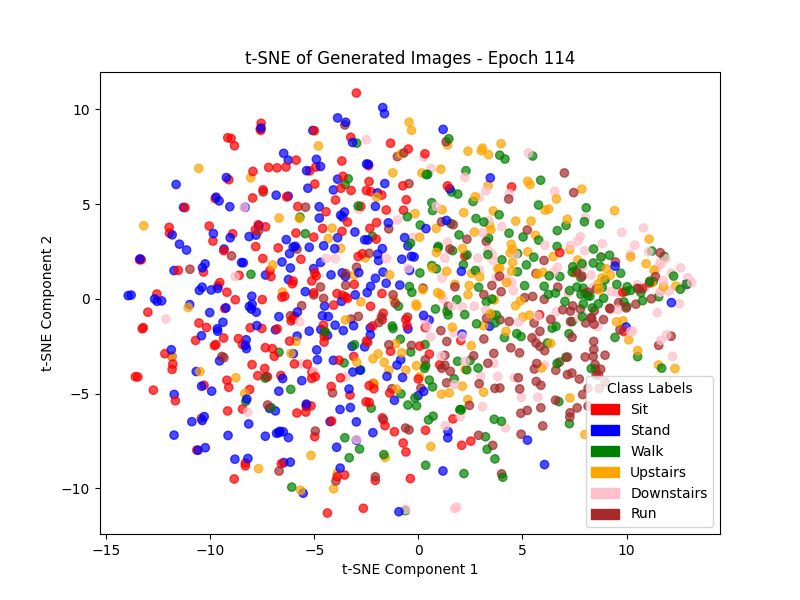 t-SNE of Generated Images - Epoch 114
10
5
0
−5
−10
t-SNE Component 2
−15
−10
−5
0
5
10
t-SNE Component 1
Class Labels
Sit
Stand
Walk
Upstairs
Downstairs
Run